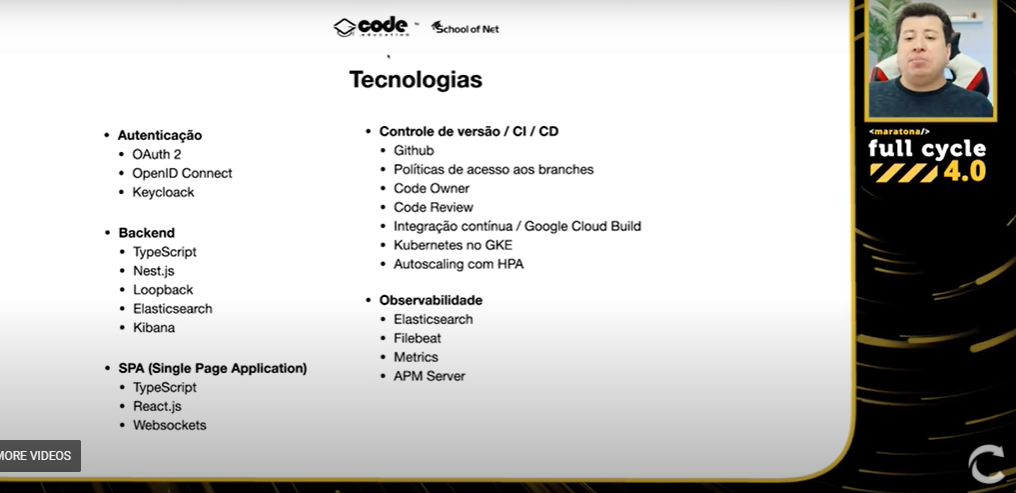 code
education
School of Net
Tecnologias
• Autenticação
• OAuth 2
• OpenID Connect
• Keycloack
• Backend
• TypeScript
• Nest.js
• Loopback
• Elasticsearch
• Kibana
• SPA (Single Page Application)
• TypeScript
• React.js
• Websockets
• Controle de versão / CI / CD
• Github
• Políticas de acesso aos branches
• Code Owner
• Code Review
• Integração contínua / Google Cloud Build
• Kubernetes no GKE
• Autoscaling com HPA
• Observabilidade
• Elasticsearch
• Filebeat
• Metrics
• APM Server
<maratona/>
full cycle
4.0
MORE VIDEOS